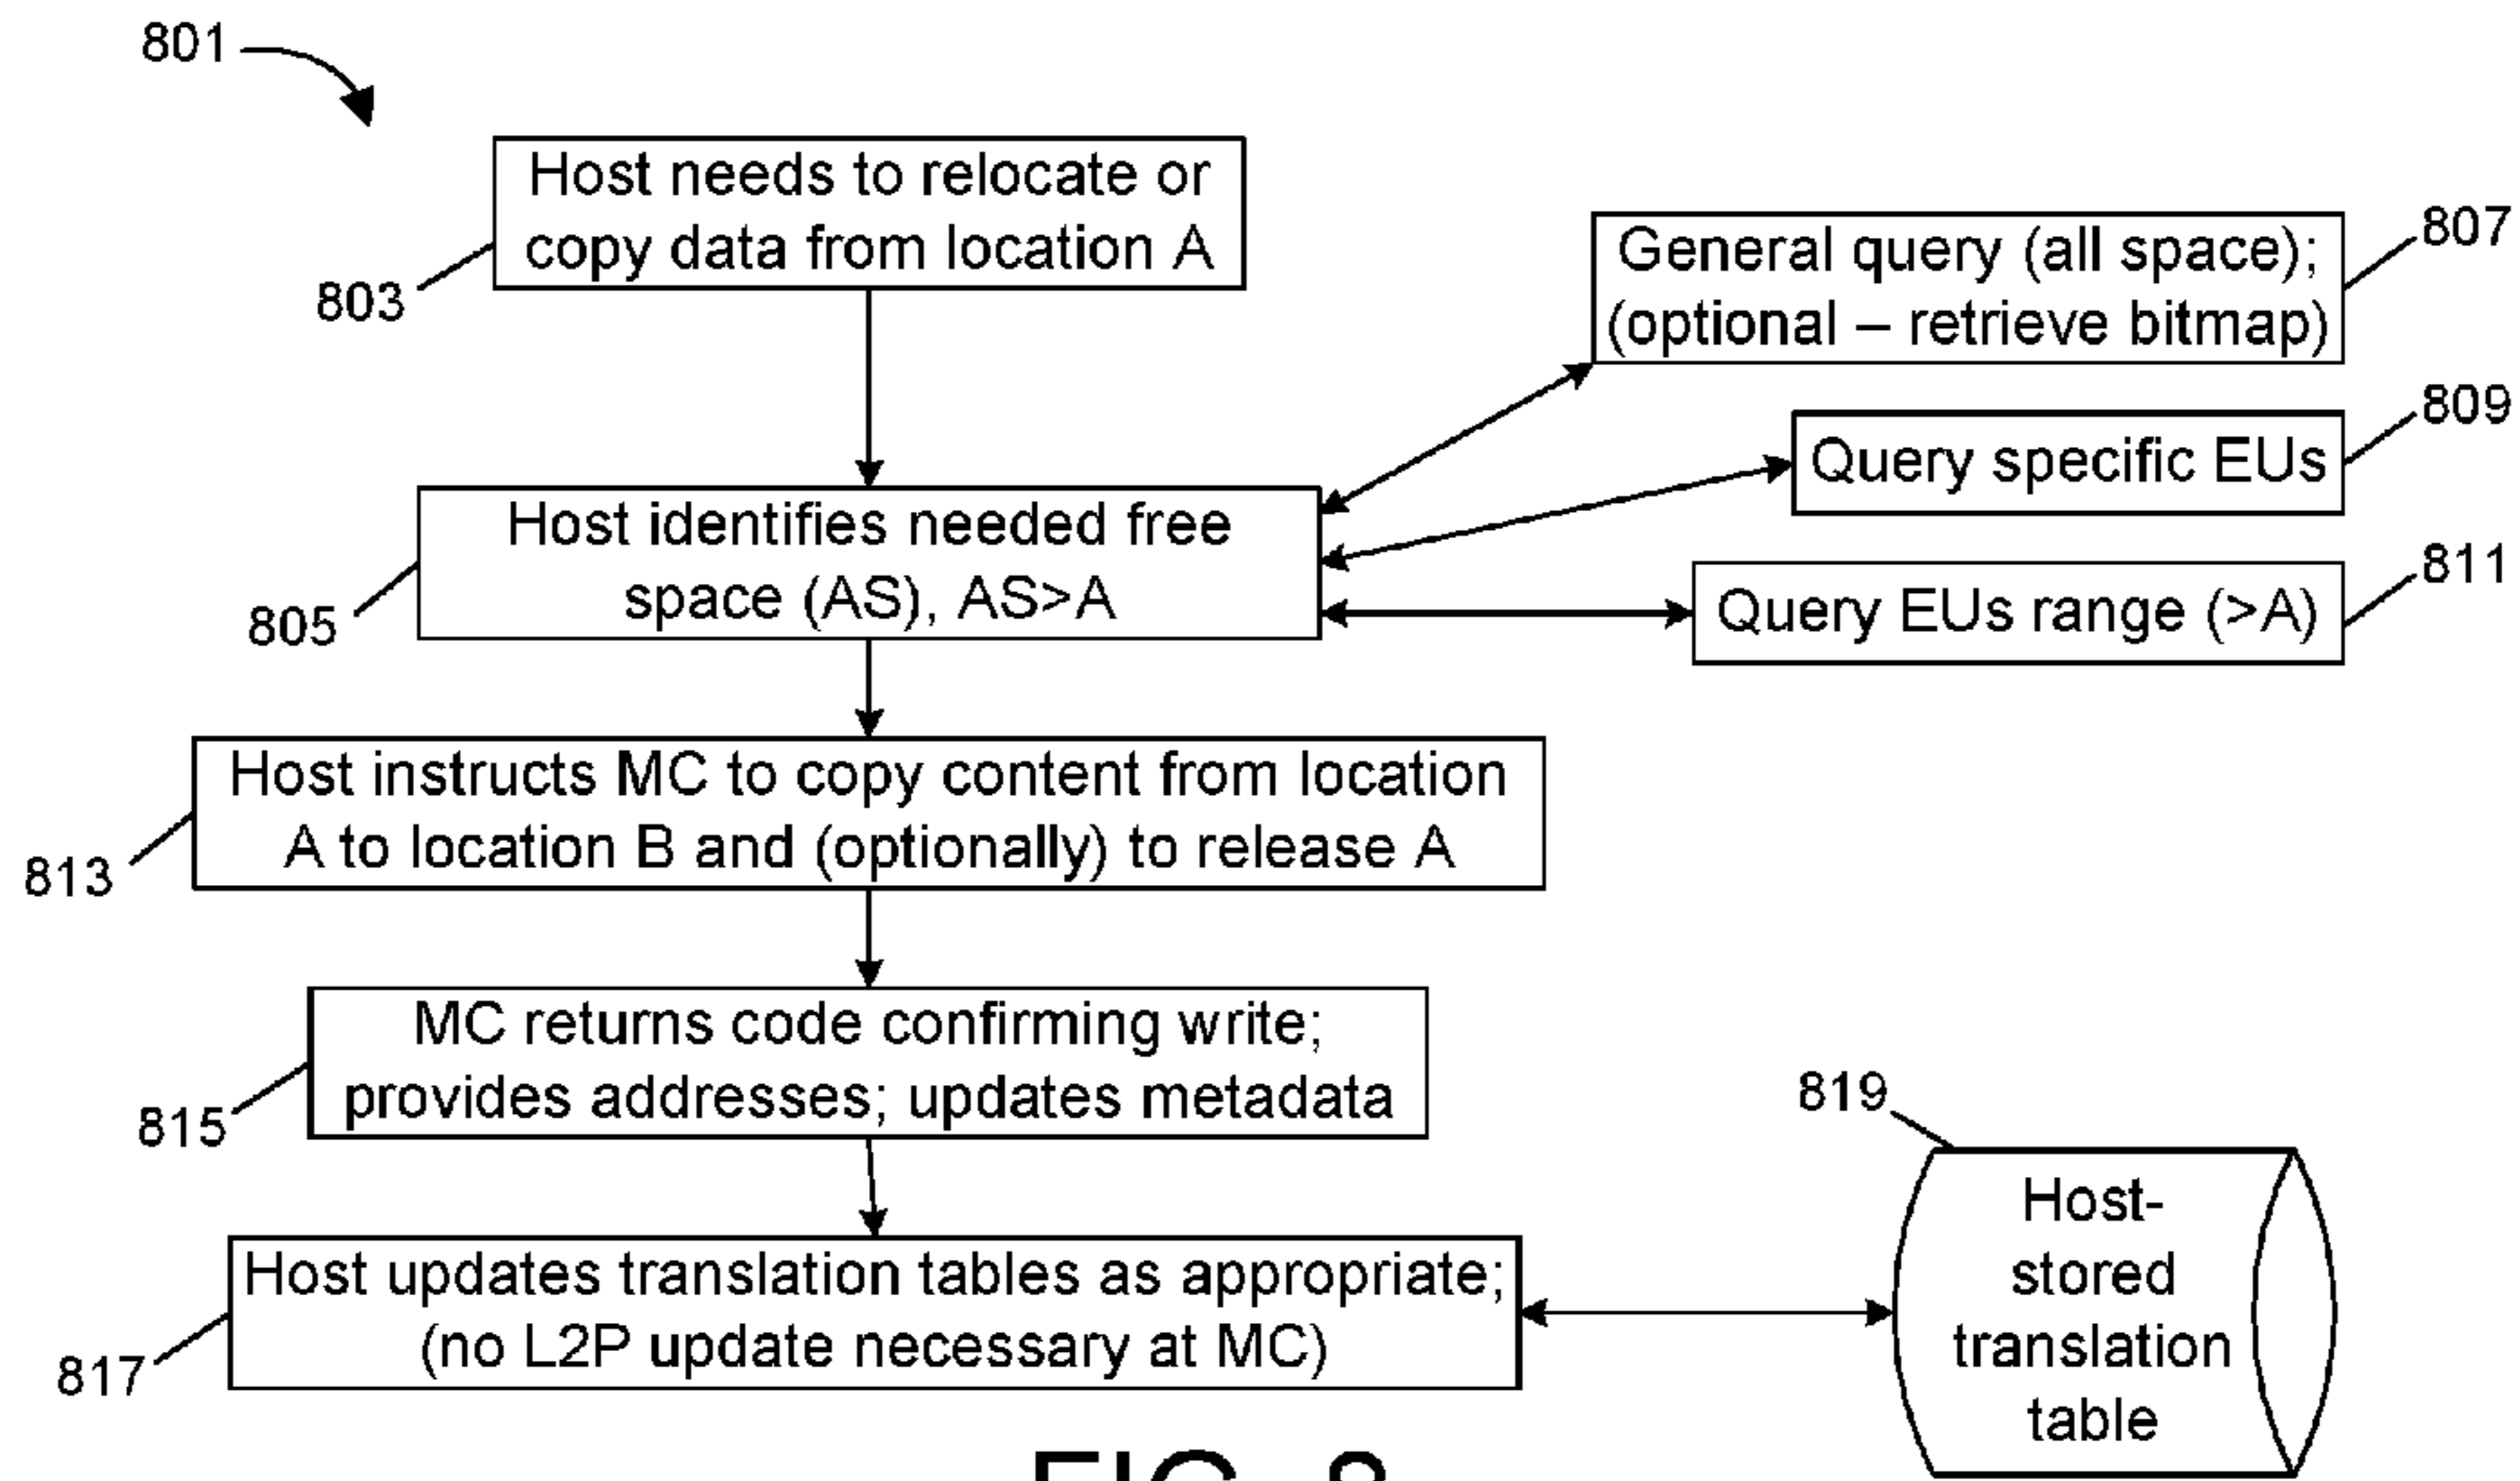 801
Host needs to relocate or
copy data from location A
803
General query (all space);
(optional – retrieve bitmap)
807
Query specific EUs
809
Host identifies needed free
space (AS), AS>A
805
Query EUs range (>A)
811
Host instructs MC to copy content from location
A to location B and (optionally) to release A
813
MC returns code confirming write;
provides addresses; updates metadata
815
Host updates translation tables as appropriate;
(no L2P update necessary at MC)
817
819
Host-
stored
translation
table
FIG. 8